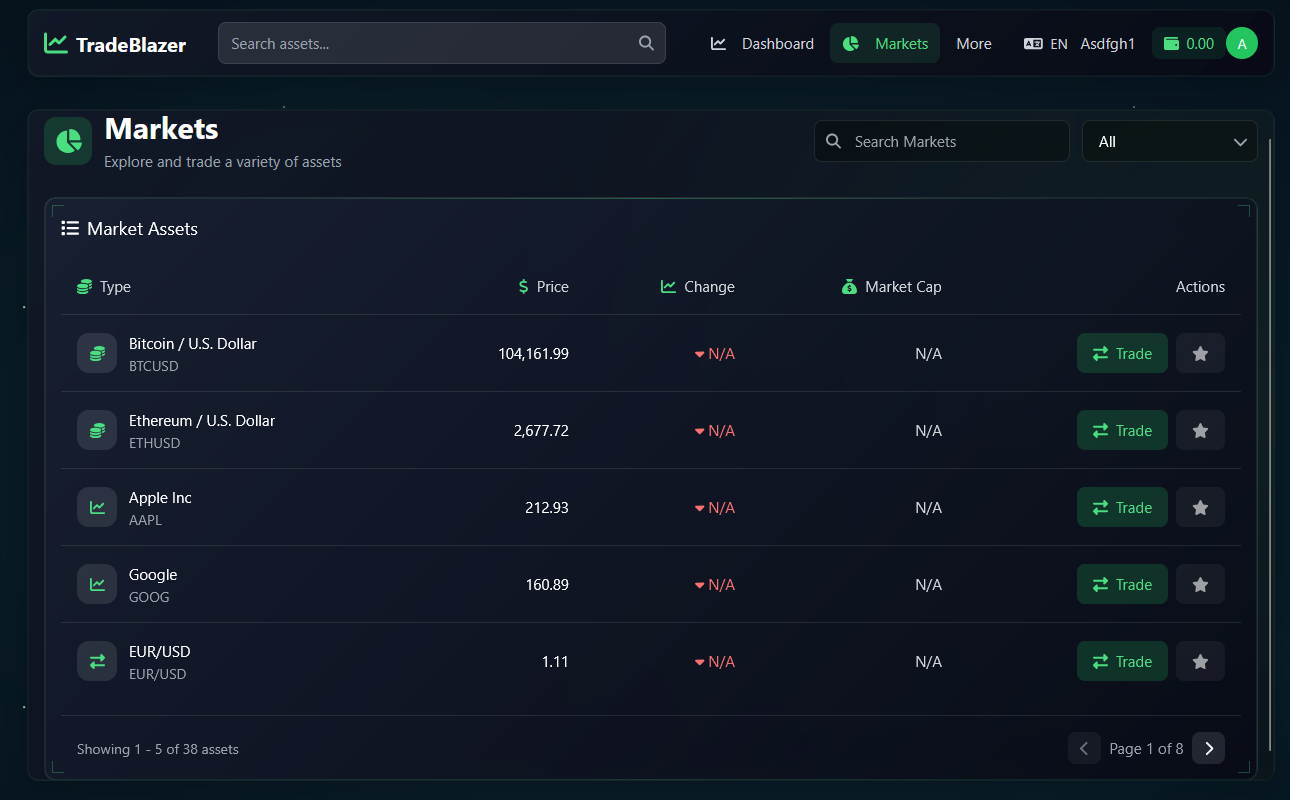 TradeBlazer Search assets... Dashboard Markets More EN Asdfgh1 0.00 A
Markets
Explore and trade a variety of assets
Search Markets All
Market Assets
Type $ Price Change Market Cap Actions
Bitcoin / U.S. Dollar
BTCUSD
104,161.99 N/A N/A Trade
Ethereum / U.S. Dollar
ETHUSD
2,677.72 N/A N/A Trade
Apple Inc
AAPL
212.93 N/A N/A Trade
Google
GOOG
160.89 N/A N/A Trade
EUR/USD
EUR/USD
1.11 N/A N/A Trade
Showing 1 - 5 of 38 assets Page 1 of 8